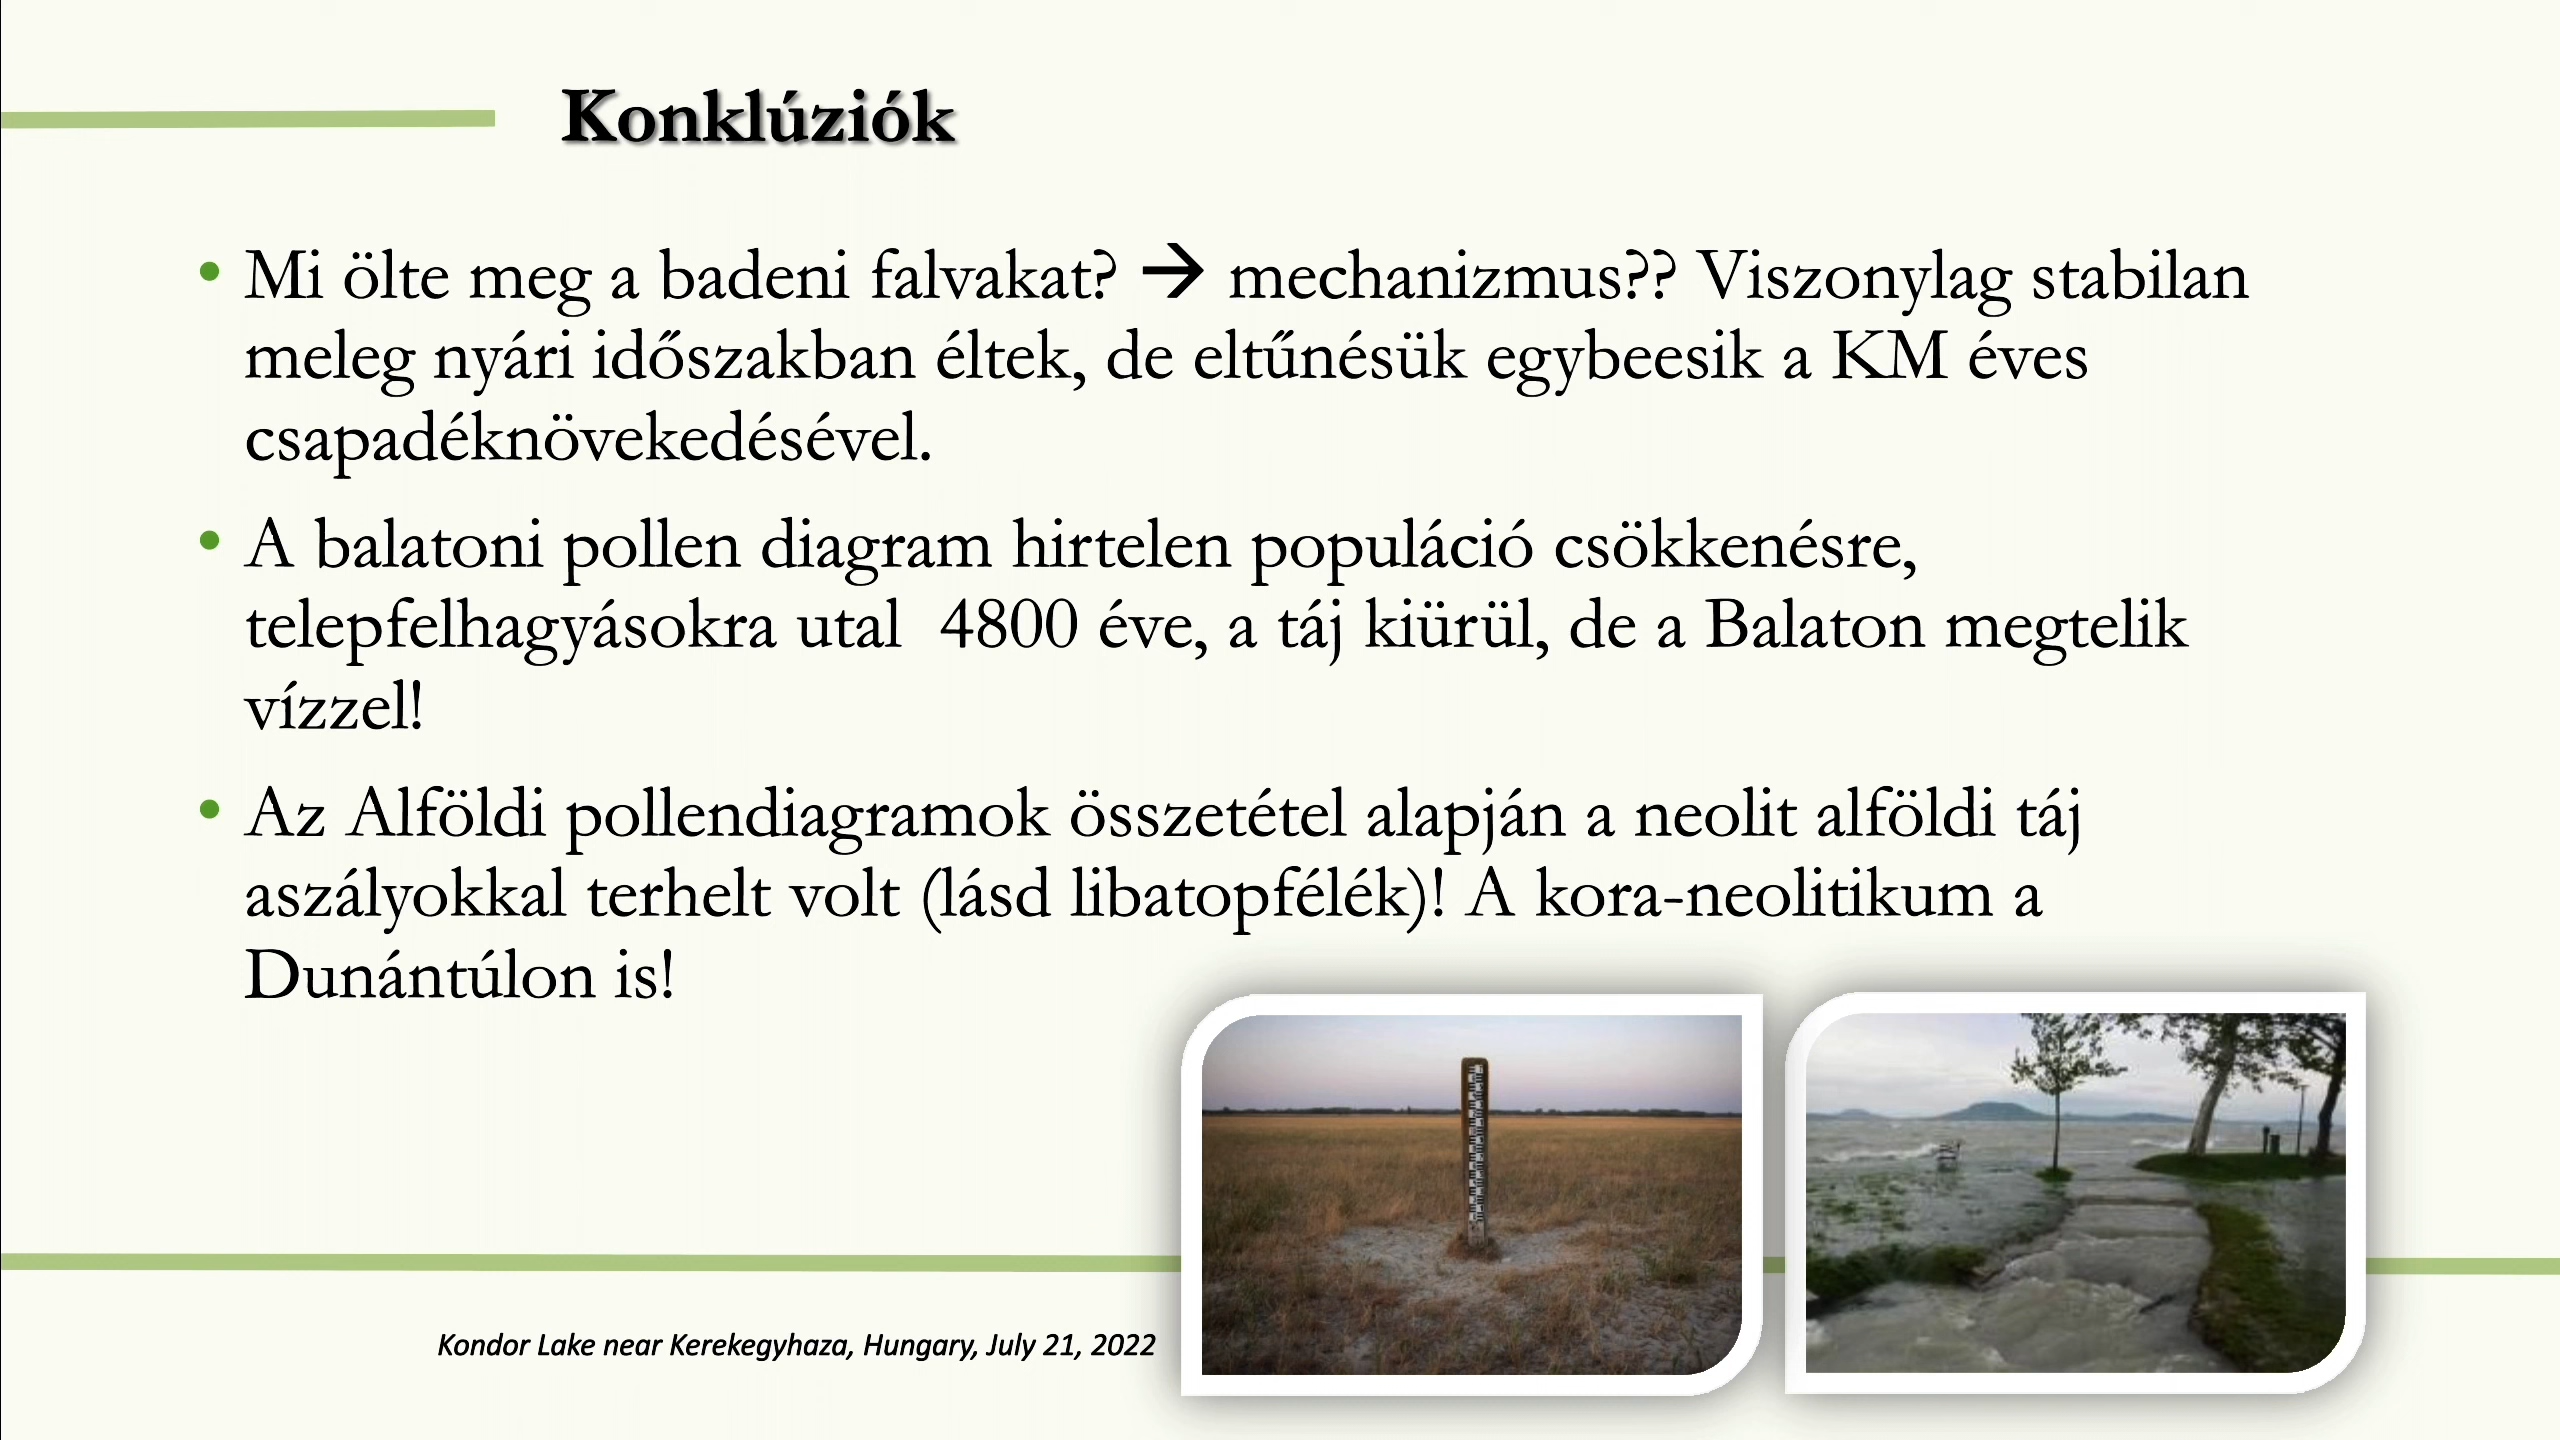 Konklúziók
• Mi ölte meg a badeni falvakat? → mechanizmus?? Viszonylag stabilan
meleg nyári időszakban éltek, de eltűnésük egybeesik a KM éves
csapadéknövekedésével.
• A balatoni pollen diagram hirtelen populáció csökkenésre,
telepfelhagyásokra utal  4800 éve, a táj kiürül, de a Balaton megtelik
vízzel!
• Az Alföldi pollendiagramok összetétel alapján a neolit alföldi táj
aszályokkal terhelt volt (lásd libatopfélék)! A kora-neolitikum a
Dunántúlon is!
Kondor Lake near Kerekegyhaza, Hungary, July 21, 2022